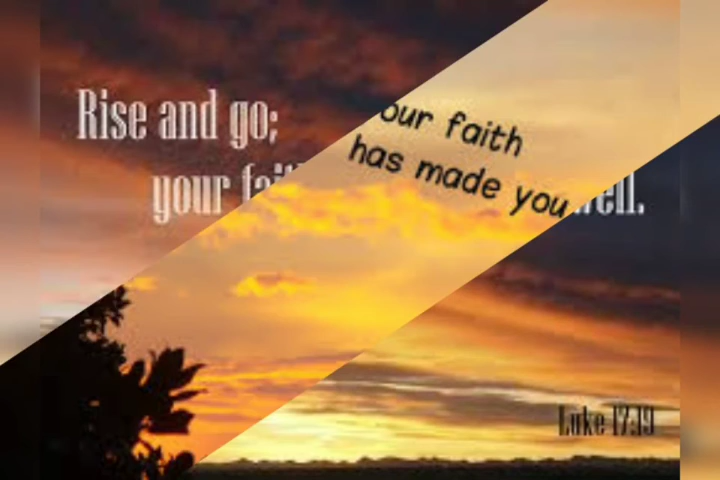 Rise and go;
our faith
has made you
your well.
Luke 17:19